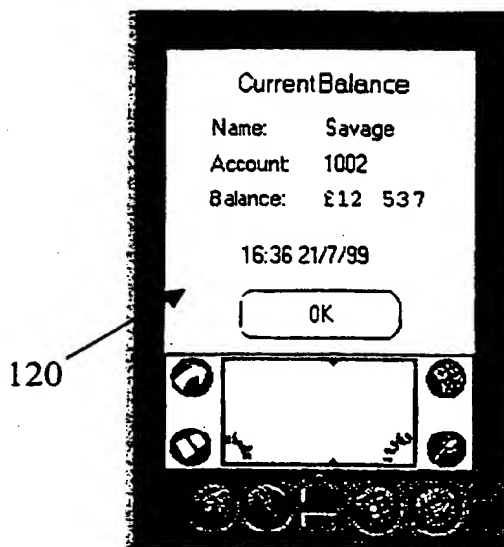 Current Balance
Name: Savage
Account: 1002
Balance: £12 537
16:36 21/7/99
OK
120